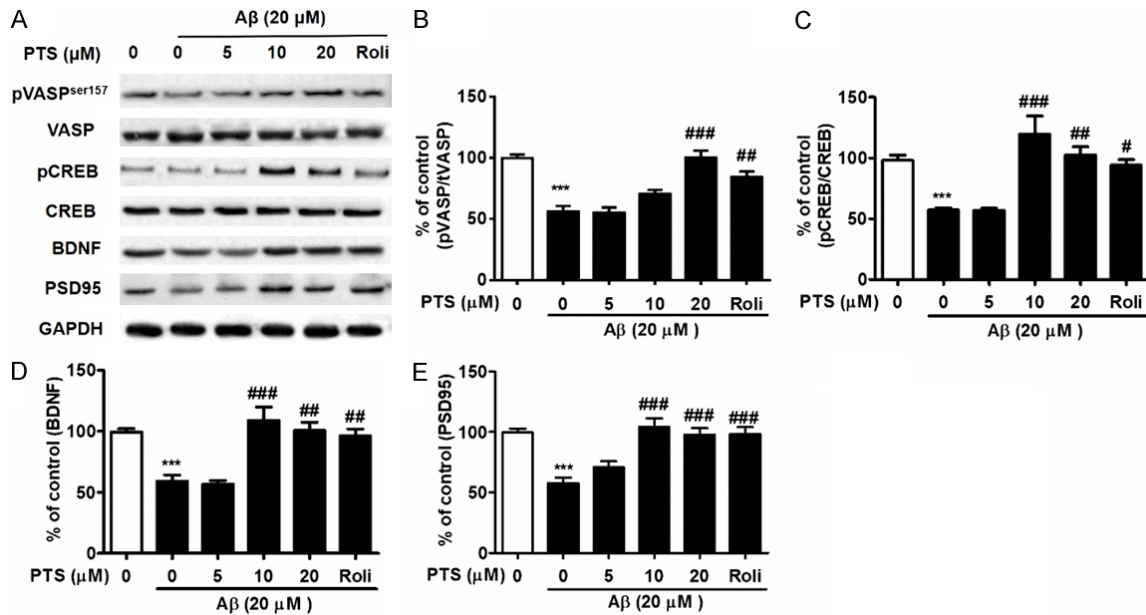 A
Aβ (20 μM)
PTS (μM) 0 0 5 10 20 Roli
pVASPser157
VASP
pCREB
CREB
BDNF
PSD95
GAPDH
B
% of control
(pVASP/tVASP)
150
100
50
0
***
###
##
PTS (μM) 0 0 5 10 20 Roli
Aβ (20 μM )
C
% of control
(pCREB/CREB)
150
100
50
0
***
###
##
#
PTS (μM) 0 0 5 10 20 Roli
Aβ (20 μM )
D
% of control (BDNF)
150
100
50
0
***
###
##
##
PTS (μM) 0 0 5 10 20 Roli
Aβ (20 μM )
E
% of control (PSD95)
150
100
50
0
***
###
###
###
PTS (μM) 0 0 5 10 20 Roli
Aβ (20 μM )